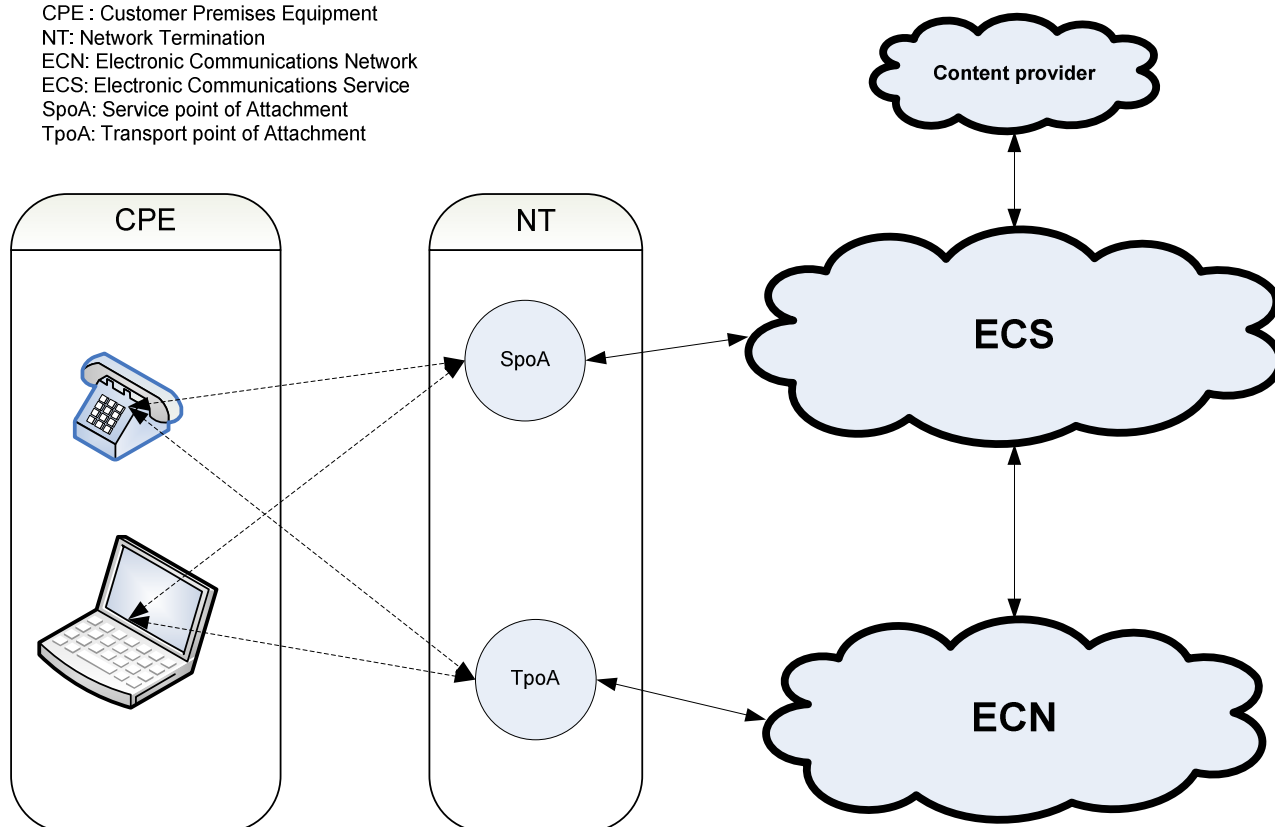 CPE : Customer Premises Equipment
NT: Network Termination
ECN: Electronic Communications Network
ECS: Electronic Communications Service
SpoA: Service point of Attachment
TpoA: Transport point of Attachment
Content provider
CPE
NT
SpoA
ECS
TpoA
ECN